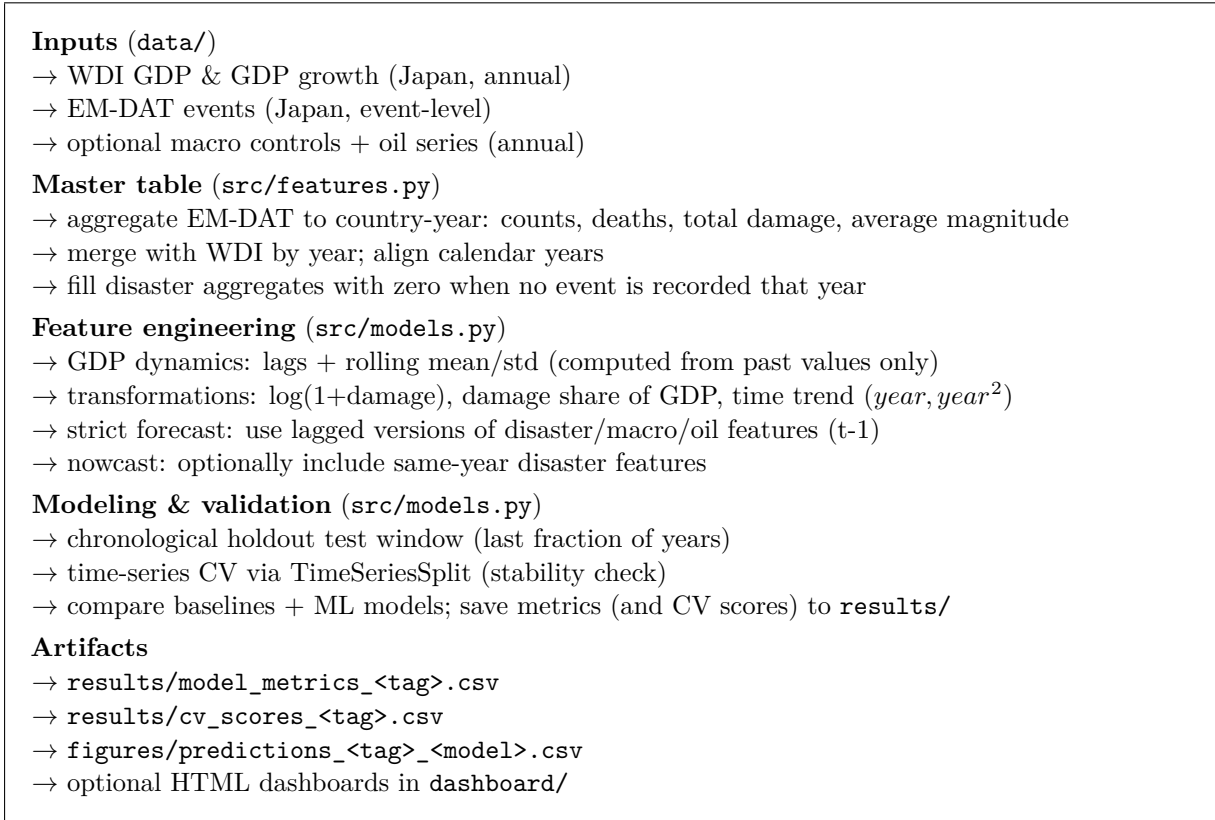 Inputs (data/)
→ WDI GDP & GDP growth (Japan, annual)
→ EM-DAT events (Japan, event-level)
→ optional macro controls + oil series (annual)
Master table (src/features.py)
→ aggregate EM-DAT to country-year: counts, deaths, total damage, average magnitude
→ merge with WDI by year; align calendar years
→ fill disaster aggregates with zero when no event is recorded that year
Feature engineering (src/models.py)
→ GDP dynamics: lags + rolling mean/std (computed from past values only)
→ transformations: log(1+damage), damage share of GDP, time trend (year, year²)
→ strict forecast: use lagged versions of disaster/macro/oil features (t-1)
→ nowcast: optionally include same-year disaster features
Modeling & validation (src/models.py)
→ chronological holdout test window (last fraction of years)
→ time-series CV via TimeSeriesSplit (stability check)
→ compare baselines + ML models; save metrics (and CV scores) to results/
Artifacts
→ results/model_metrics_<tag>.csv
→ results/cv_scores_<tag>.csv
→ figures/predictions_<tag>_<model>.csv
→ optional HTML dashboards in dashboard/